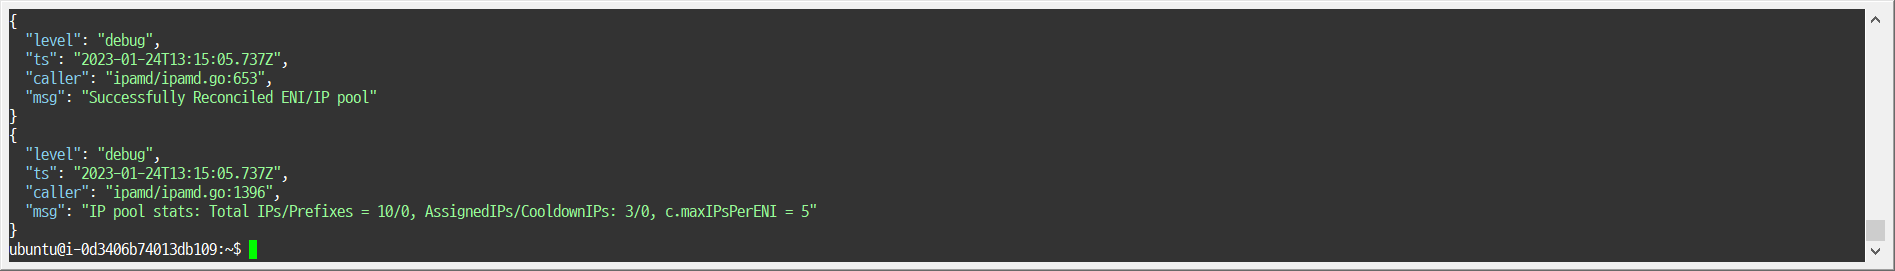 {
  "level": "debug",
  "ts": "2023-01-24T13:15:05.737Z",
  "caller": "ipamd/ipamd.go:653",
  "msg": "Successfully Reconciled ENI/IP pool"
}
{
  "level": "debug",
  "ts": "2023-01-24T13:15:05.737Z",
  "caller": "ipamd/ipamd.go:1396",
  "msg": "IP pool stats: Total IPs/Prefixes = 10/0, AssignedIPs/CooldownIPs: 3/0, c.maxIPsPerENI = 5"
}
ubuntu@i-0d3406b74013db109:~$